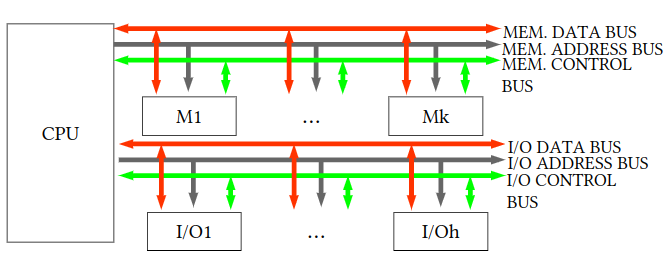 MEM. DATA BUS
MEM. ADDRESS BUS
MEM. CONTROL
BUS
CPU
M1 ... Mk
I/O DATA BUS
I/O ADDRESS BUS
I/O CONTROL
BUS
I/O1 ... I/Oh